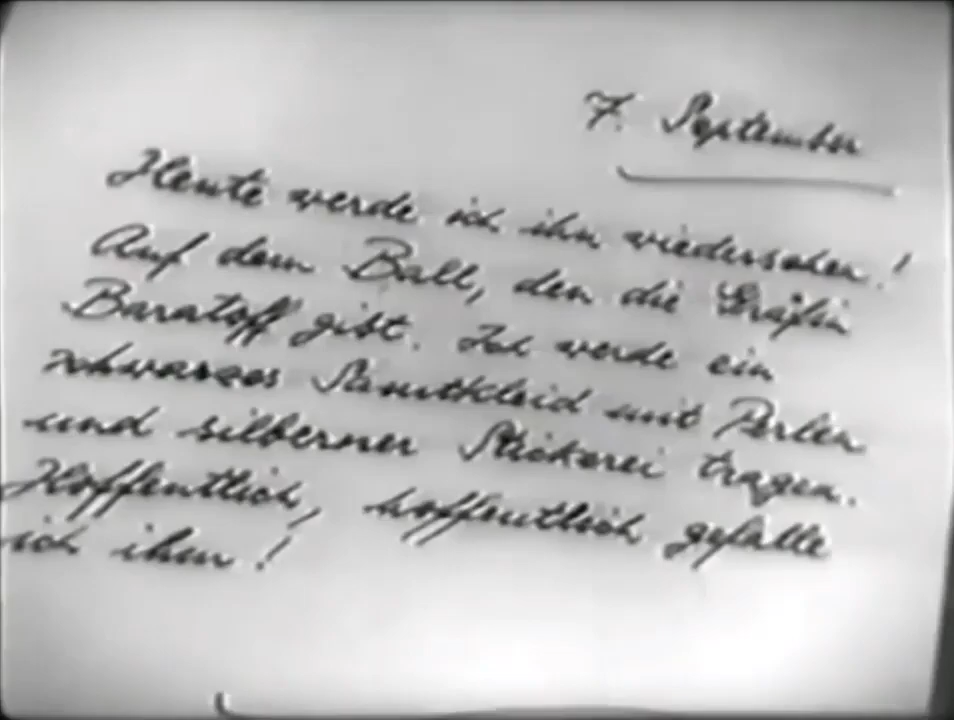 7. September
Heute werde ich ihn wiedersehen!
Auf dem Ball, den die Gräfin
Baratoff gibt. Ich werde ein
schwarzes Samtkleid mit Perlen
und silberner Stickerei tragen.
Hoffentlich, hoffentlich gefalle
ich ihm!